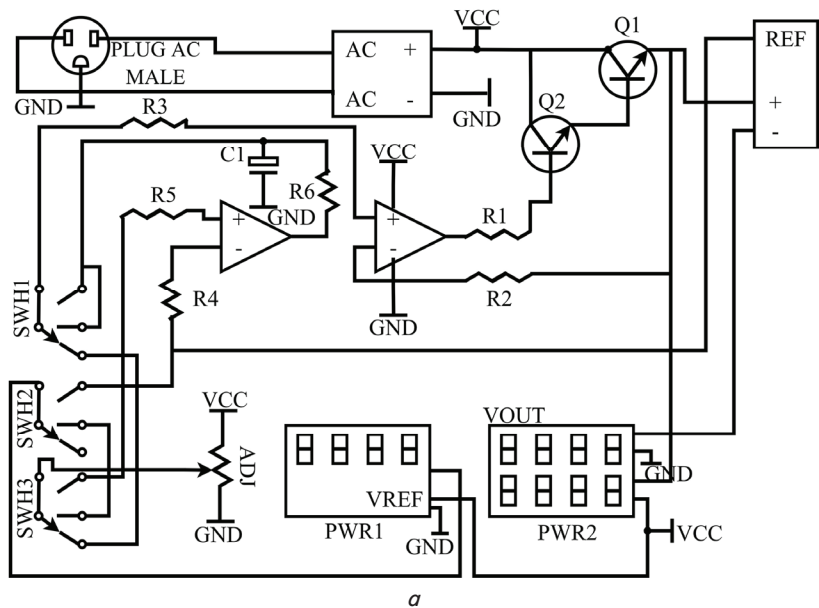 VCC
Q1
PLUG AC
MALE
AC +
AC -
REF
+
-
GND
R3
GND
Q2
C1
VCC
R6
GND
R5
+
-
+
-
R1
R4
R2
GND
SWH1
SWH2
SWH3
VCC
ADJ
GND
VOUT
GND
VREF
PWR1
GND
PWR2
VCC
a